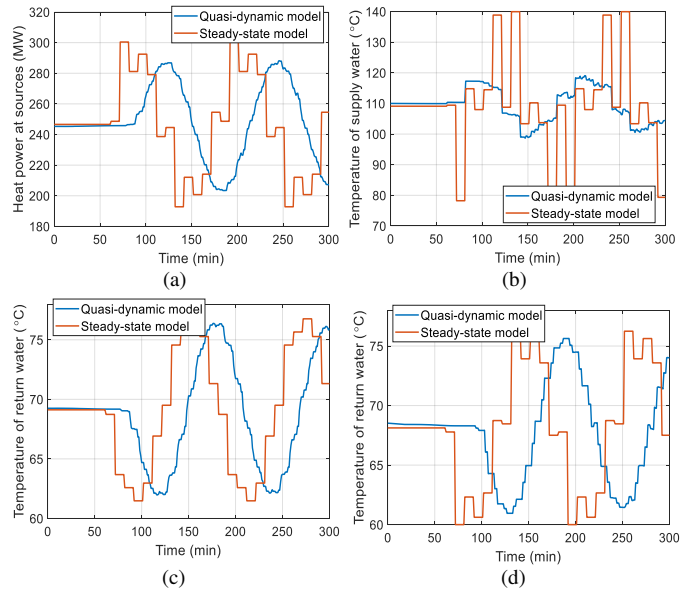 Heat power at sources (MW)
320
300
280
260
240
220
200
180
0
50
100
150
200
250
300
Time (min)
Quasi-dynamic model
Steady-state model
(a)
Temperature of supply water (°C)
140
130
120
110
100
90
80
70
0
50
100
150
200
250
300
Time (min)
Quasi-dynamic model
Steady-state model
(b)
Temperature of return water (°C)
75
70
65
60
0
50
100
150
200
250
300
Time (min)
Quasi-dynamic model
Steady-state model
(c)
Temperature of return water (°C)
75
70
65
60
0
50
100
150
200
250
300
Time (min)
Quasi-dynamic model
Steady-state model
(d)